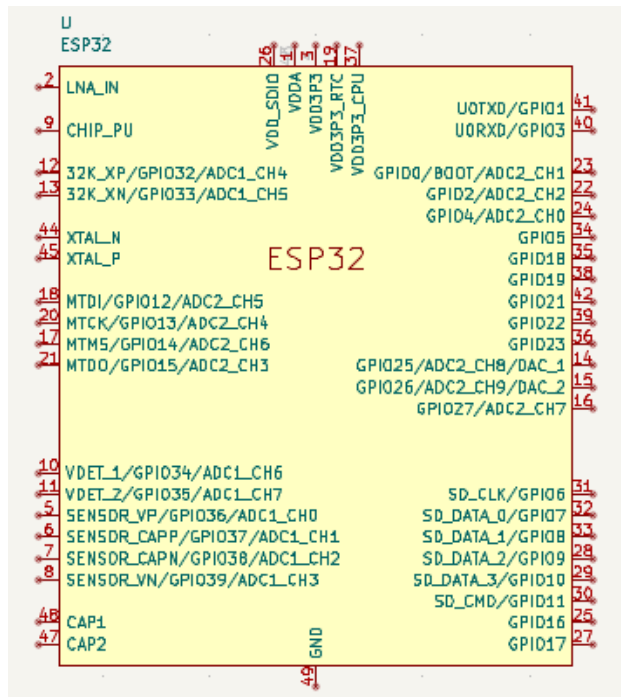 U
ESP32
26 VDD_SDIO
1 VDDA
3 VDD3P3
19 VDD3P3_RTC
37 VDD3P3_CPU
2 LNA_IN
U0TXD/GPIO1 41
9 CHIP_PU
U0RXD/GPIO3 40
12 32K_XP/GPIO32/ADC1_CH4
GPIO0/BOOT/ADC2_CH1 23
13 32K_XN/GPIO33/ADC1_CH5
GPIO2/ADC2_CH2 22
GPIO4/ADC2_CH0 24
44 XTAL_N
GPIO5 34
45 XTAL_P
GPIO18 35
ESP32
GPIO19 38
18 MTDI/GPIO12/ADC2_CH5
GPIO21 42
20 MTCK/GPIO13/ADC2_CH4
GPIO22 39
17 MTMS/GPIO14/ADC2_CH6
GPIO23 36
21 MTDO/GPIO15/ADC2_CH3
GPIO25/ADC2_CH8/DAC_1 14
GPIO26/ADC2_CH9/DAC_2 15
GPIO27/ADC2_CH7 16
10 VDET_1/GPIO34/ADC1_CH6
11 VDET_2/GPIO35/ADC1_CH7
SD_CLK/GPIO6 31
5 SENSOR_VP/GPIO36/ADC1_CH0
SD_DATA_0/GPIO7 32
6 SENSOR_CAPP/GPIO37/ADC1_CH1
SD_DATA_1/GPIO8 33
7 SENSOR_CAPN/GPIO38/ADC1_CH2
SD_DATA_2/GPIO9 28
8 SENSOR_VN/GPIO39/ADC1_CH3
SD_DATA_3/GPIO10 29
SD_CMD/GPIO11 30
48 CAP1
GPIO16 25
47 CAP2
GPIO17 27
GND
49